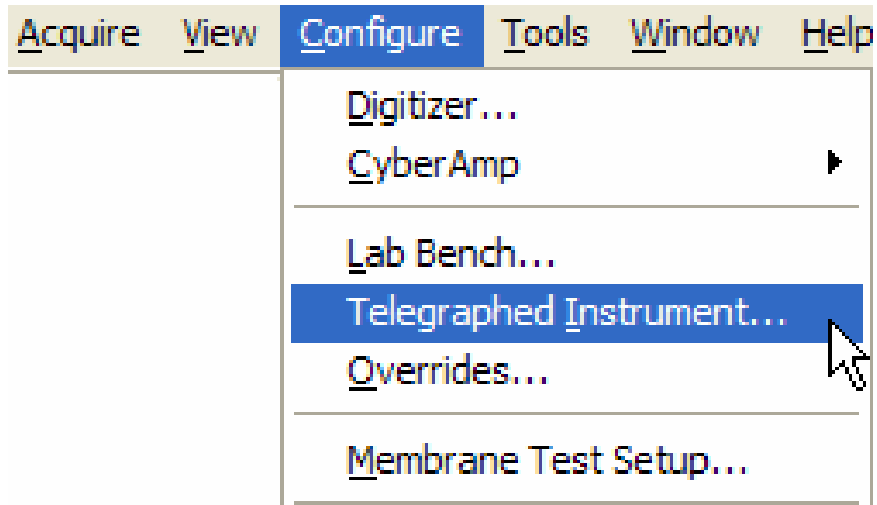 Acquire View Configure Tools Window Help
Digitizer...
CyberAmp
Lab Bench...
Telegraphed Instrument...
Overrides...
Membrane Test Setup...